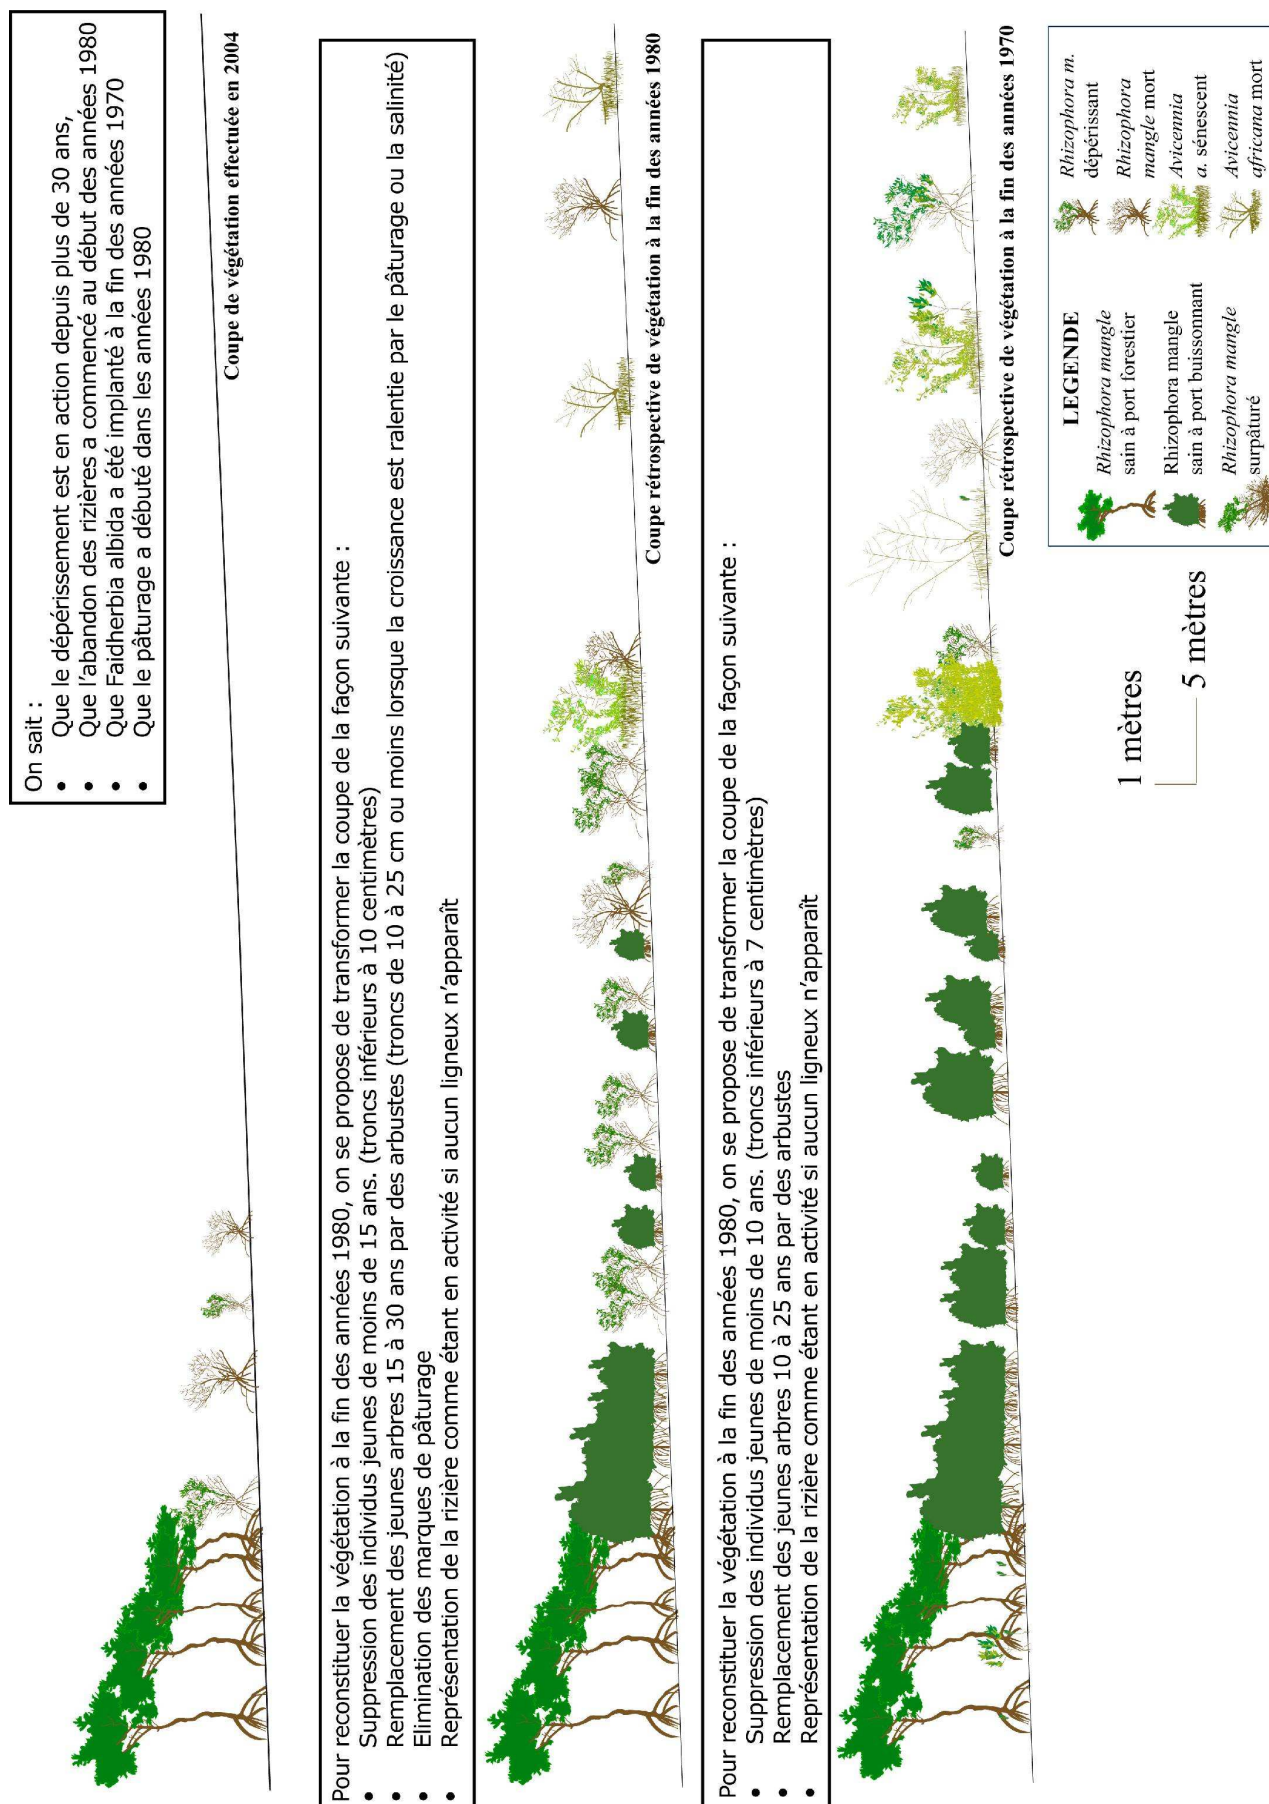 On sait :
• Que le dépérissement est en action depuis plus de 30 ans,
• Que l'abandon des rizières a commencé au début des années 1980
• Que Faidherbia albida a été implanté à la fin des années 1970
• Que le pâturage a débuté dans les années 1980
Coupe de végétation effectuée en 2004
Pour reconstituer la végétation à la fin des années 1980, on se propose de transformer la coupe de la façon suivante :
• Suppression des individus jeunes de moins de 15 ans. (troncs inférieurs à 10 centimètres)
• Remplacement des jeunes arbres 15 à 30 ans par des arbustes (troncs de 10 à 25 cm ou moins lorsque la croissance est ralentie par le pâturage ou la salinité)
• Elimination des marques de pâturage
• Représentation de la rizière comme étant en activité si aucun ligneux n'apparaît
Coupe rétrospective de végétation à la fin des années 1980
Pour reconstituer la végétation à la fin des années 1980, on se propose de transformer la coupe de la façon suivante :
• Suppression des individus jeunes de moins de 10 ans. (troncs inférieurs à 7 centimètres)
• Remplacement des jeunes arbres 10 à 25 ans par des arbustes
• Représentation de la rizière comme étant en activité si aucun ligneux n'apparaît
Coupe rétrospective de végétation à la fin des années 1970
1 mètres
5 mètres
LEGENDE
Rhizophora mangle
sain à port forestier
Rhizophora mangle
sain à port buissonnant
Rhizophora mangle
surpâturé
Rhizophora m.
dépérissant
Rhizophora
mangle mort
Avicennia
a. sénescent
Avicennia
africana mort